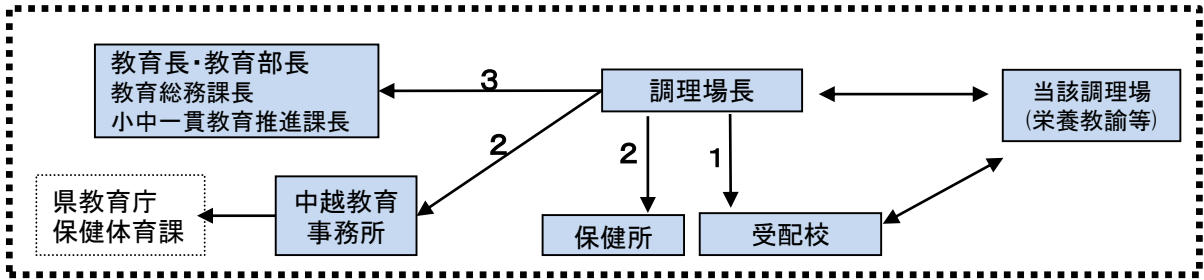 教育長・教育部長
教育総務課長
小中一貫教育推進課長
3
調理場長
当該調理場
(栄養教諭等)
2
2
1
県教育庁
保健体育課
中越教育
事務所
保健所
受配校